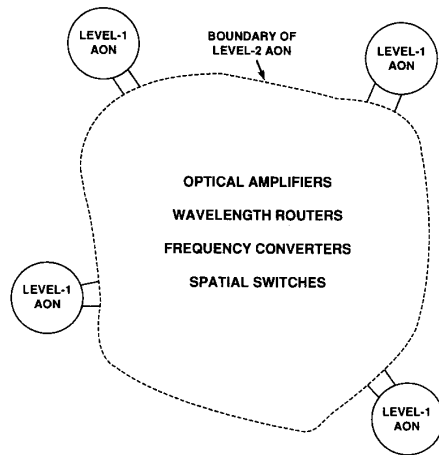 LEVEL-1
AON
BOUNDARY OF
LEVEL-2 AON
LEVEL-1
AON
OPTICAL AMPLIFIERS
WAVELENGTH ROUTERS
FREQUENCY CONVERTERS
SPATIAL SWITCHES
LEVEL-1
AON
LEVEL-1
AON